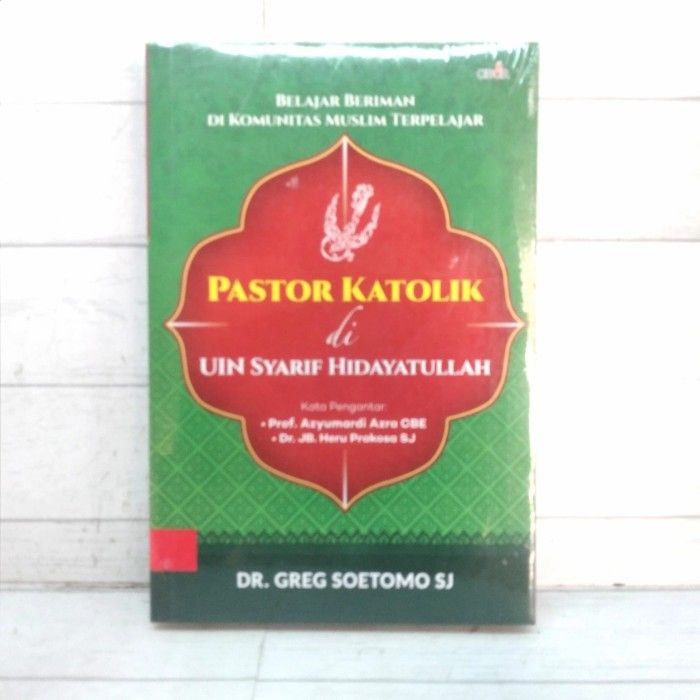 BELAJAR BERIMAN
DI KOMUNITAS MUSLIM TERPELAJAR
PASTOR KATOLIK
di
UIN SYARIF HIDAYATULLAH
Kata Pengantar:
• Prof. Azyumardi Azra CBE
• Dr. JB. Heru Prakosa SJ
DR. GREG SOETOMO SJ